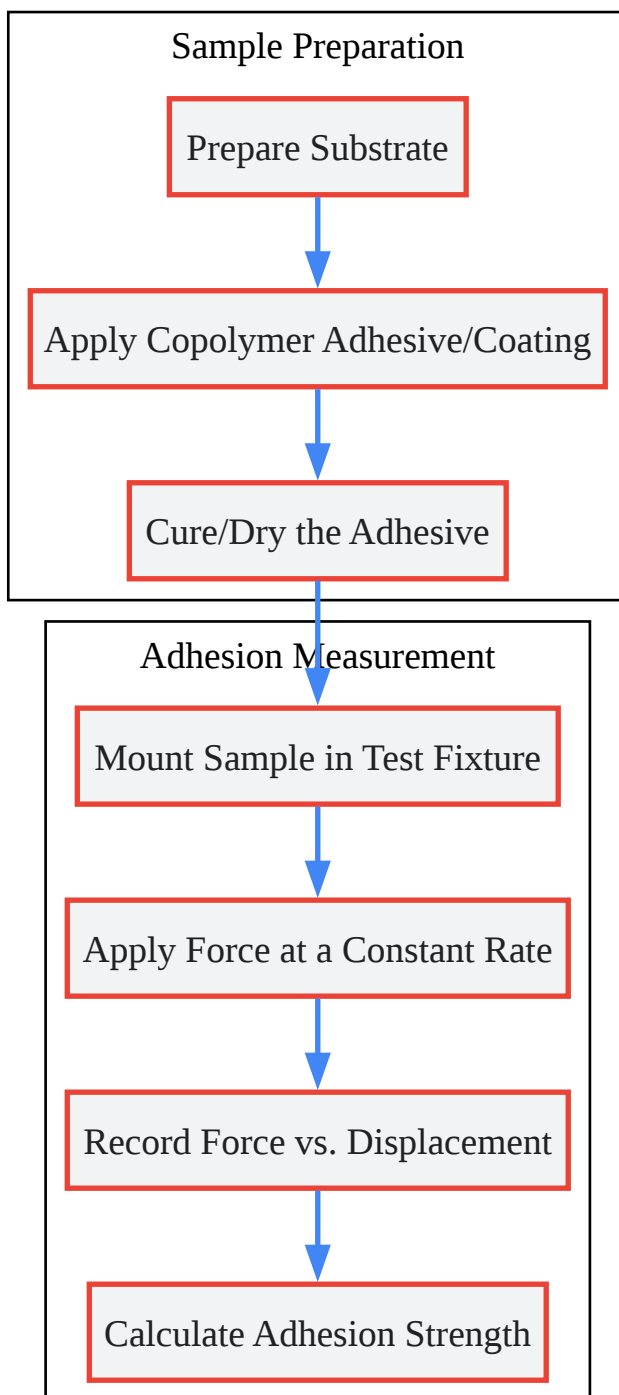 Sample Preparation
Prepare Substrate
Apply Copolymer Adhesive/Coating
Cure/Dry the Adhesive
Adhesion Measurement
Mount Sample in Test Fixture
Apply Force at a Constant Rate
Record Force vs. Displacement
Calculate Adhesion Strength